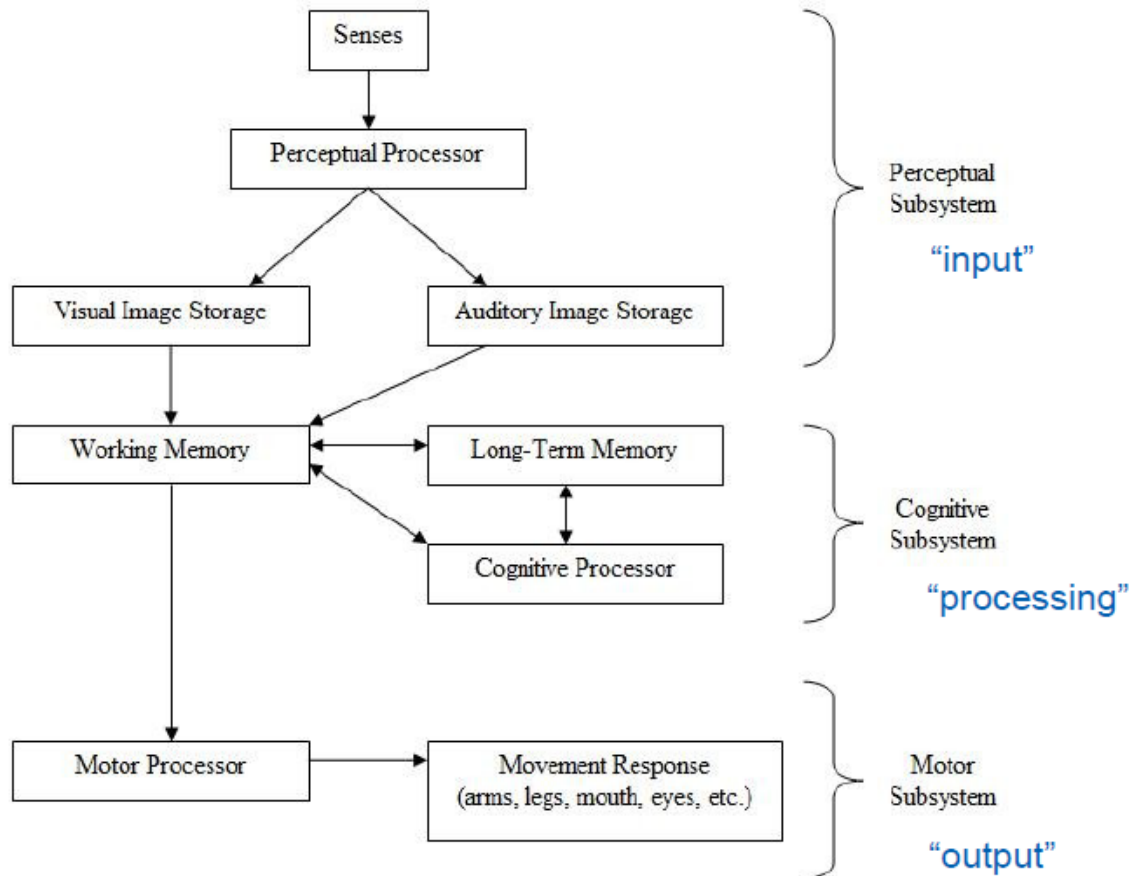 Senses
Perceptual Processor
Perceptual
Subsystem
“input”
Visual Image Storage
Auditory Image Storage
Working Memory
Long-Term Memory
Cognitive Processor
Cognitive
Subsystem
“processing”
Motor Processor
Movement Response
(arms, legs, mouth, eyes, etc.)
Motor
Subsystem
“output”